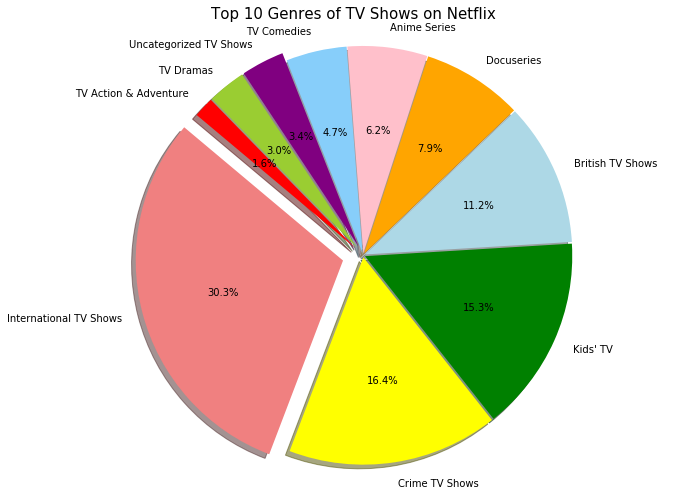 Top 10 Genres of TV Shows on Netflix
Anime Series
TV Comedies
Uncategorized TV Shows
Docuseries
TV Dramas
TV Action & Adventure
6.2%
4.7%
3.4%
7.9%
3.0%
1.6%
British TV Shows
11.2%
30.3%
15.3%
International TV Shows
Kids' TV
16.4%
Crime TV Shows